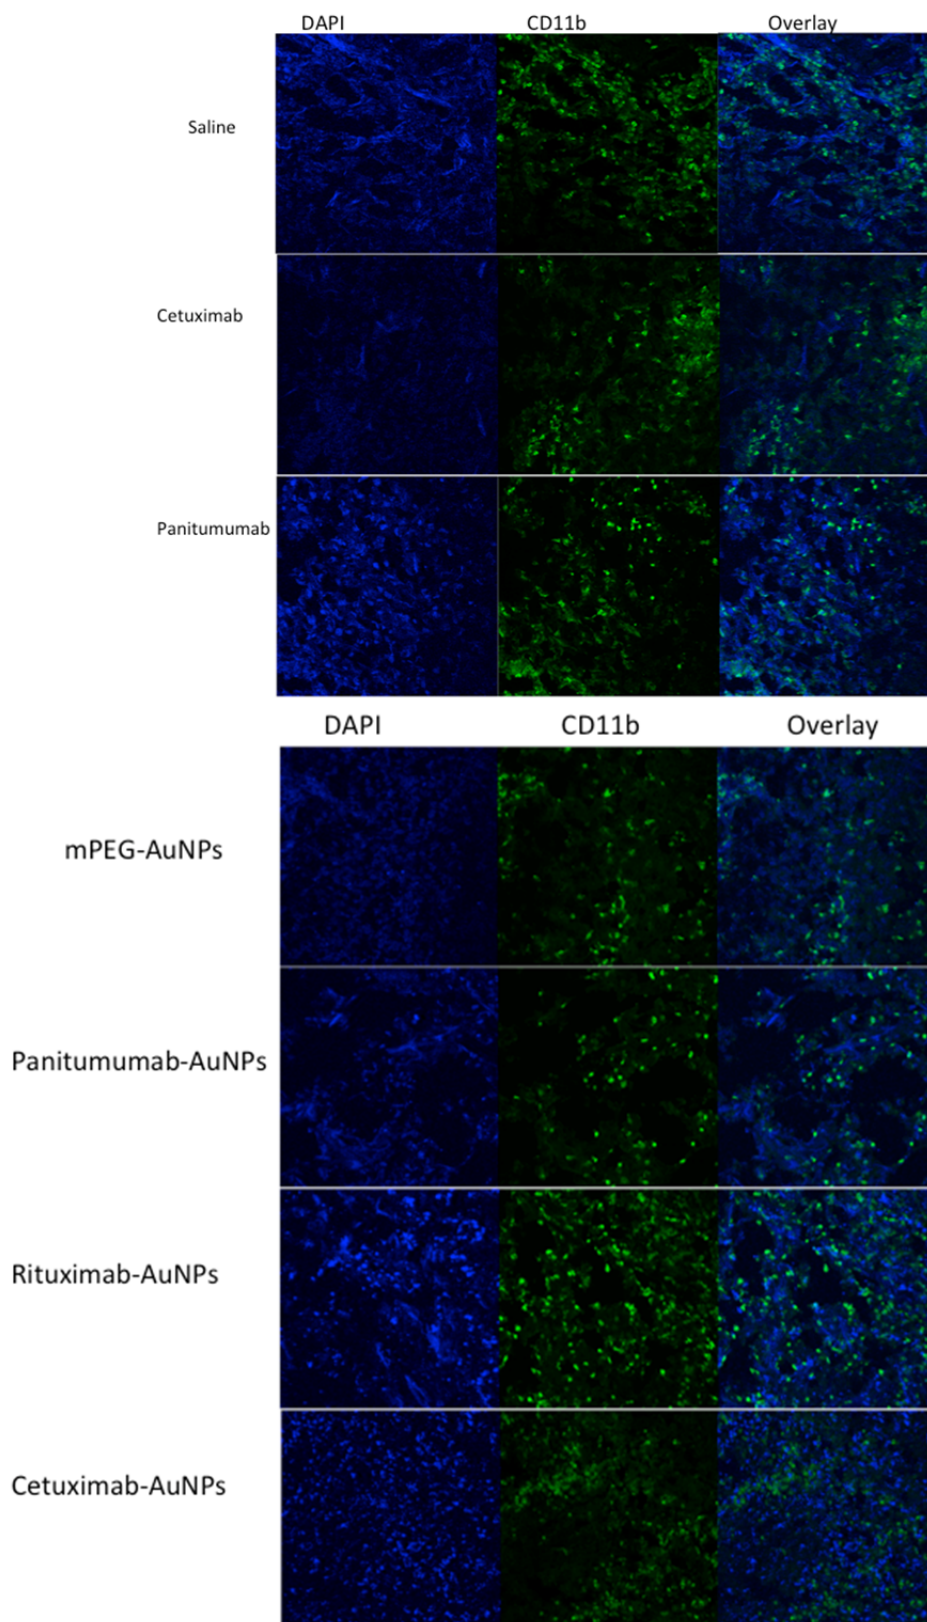 DAPI CD11b Overlay
Saline
Cetuximab
Panitumumab
DAPI CD11b Overlay
mPEG-AuNPs
Panitumumab-AuNPs
Rituximab-AuNPs
Cetuximab-AuNPs